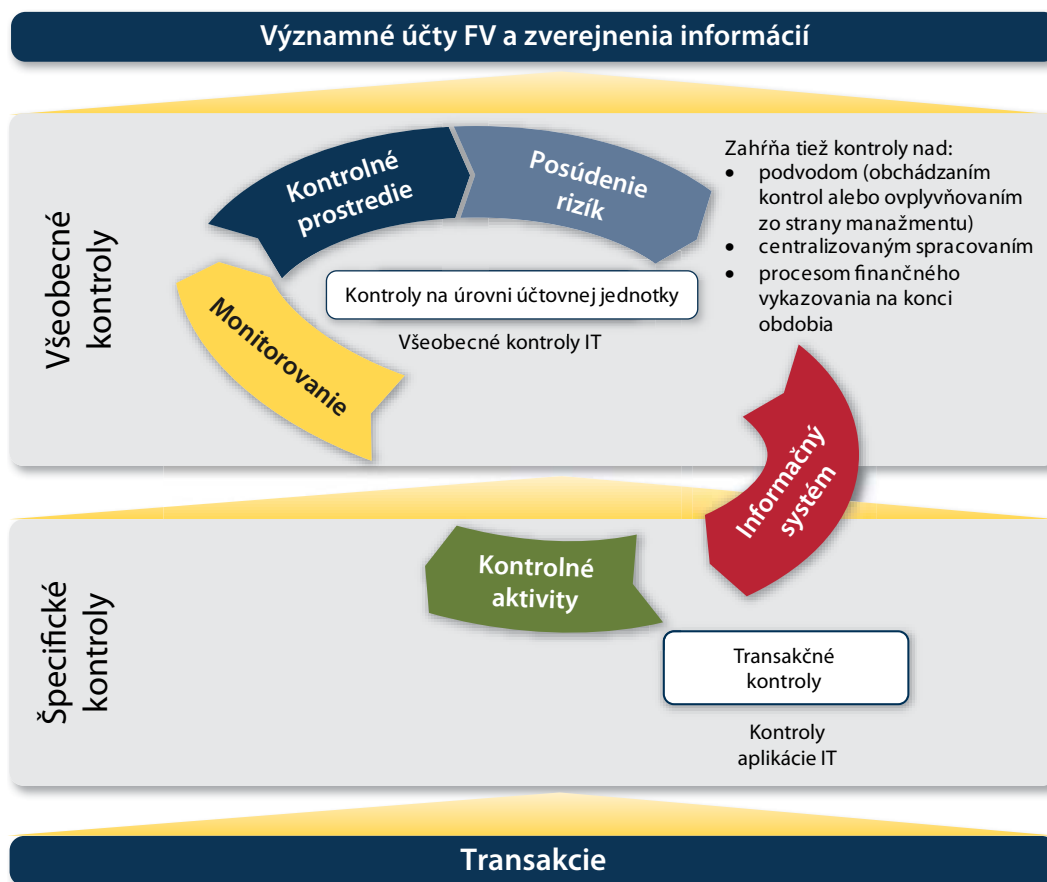 Významné účty FV a zverejnenia informácií
Všeobecné
kontroly
Kontrolné
prostredie
Posúdenie
rizík
Zahŕňa tiež kontroly nad:
• podvodom (obchádzaním
kontrol alebo ovplyvňovaním
zo strany manažmentu)
• centralizovaným spracovaním
• procesom finančného
vykazovania na konci
obdobia
Kontroly na úrovni účtovnej jednotky
Všeobecné kontroly IT
Monitorovanie
Informačný
systém
Špecifické
kontroly
Kontrolné
aktivity
Transakčné
kontroly
Kontroly
aplikácie IT
Transakcie